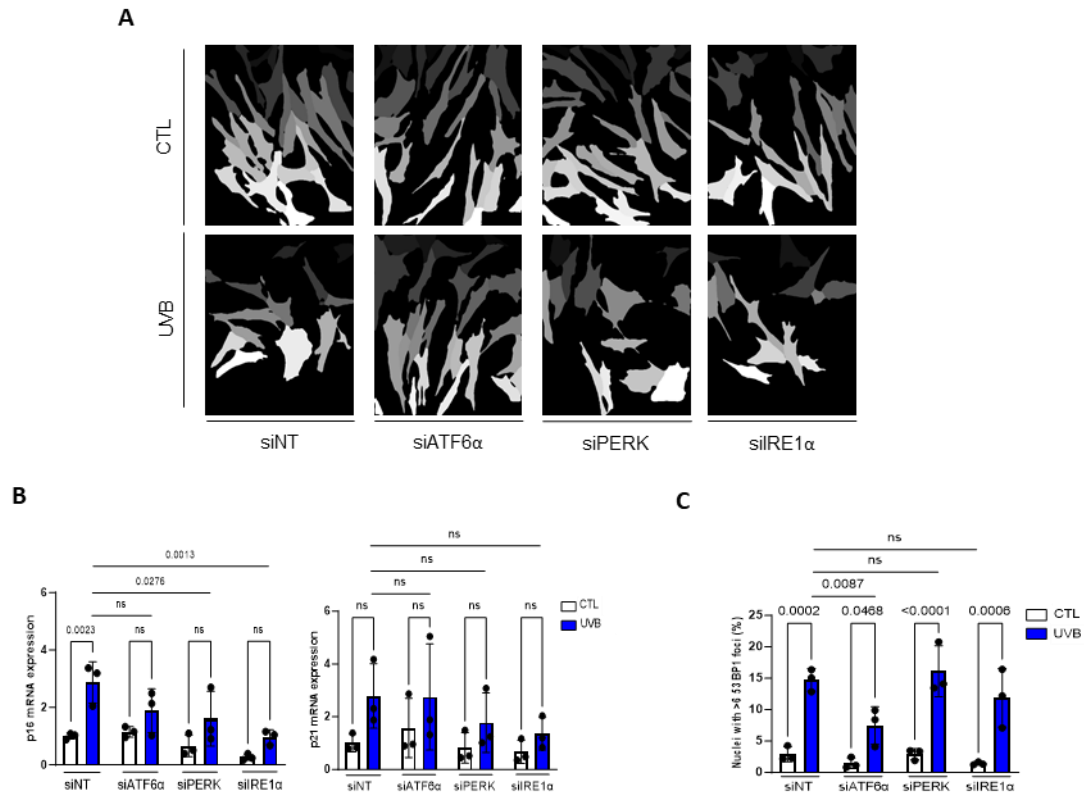 A
CTL
UVB
siNT
siATF6α
siPERK
siIRE1α
B
0.0013
0.0276
ns
0.0023
ns
ns
ns
p16 mRNA expression
6
4
2
0
siNT
siATF6α
siPERK
siIRE1α
ns
ns
ns
ns
ns
ns
ns
CTL
UVB
p21 mRNA expression
6
4
2
0
siNT
siATF6α
siPERK
siIRE1α
C
ns
ns
0.0087
0.0002
0.0468
<0.0001
0.0006
CTL
UVB
Nuclei with >6 53BP1 foci (%)
25
20
15
10
5
0
siNT
siATF6α
siPERK
siIRE1α